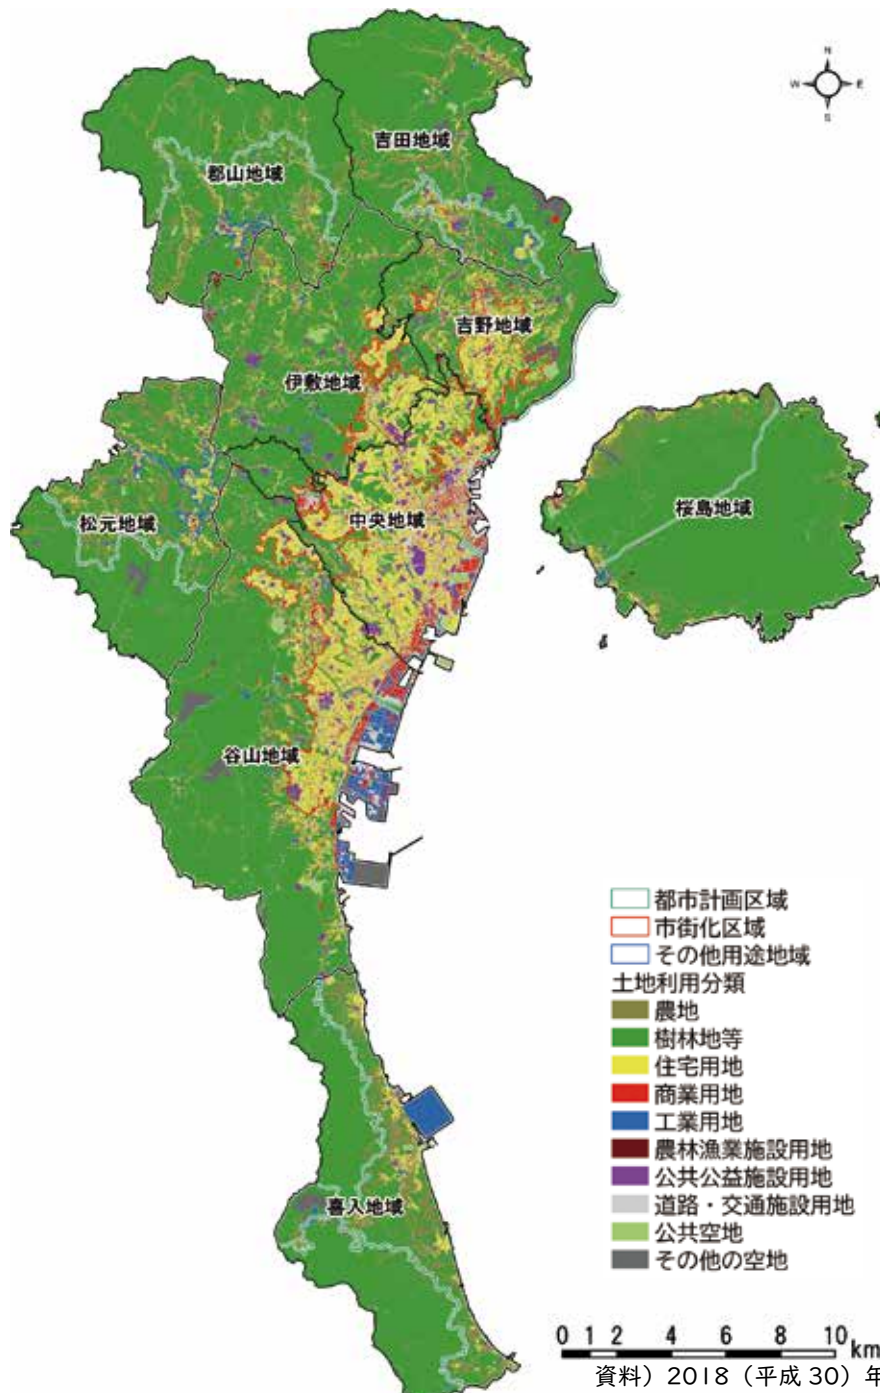 N
W E
S
吉田地域
郡山地域
吉野地域
伊敷地域
桜島地域
松元地域
中央地域
谷山地域
喜入地域
都市計画区域
市街化区域
その他用途地域
土地利用分類
農地
樹林地等
住宅用地
商業用地
工業用地
農林漁業施設用地
公共公益施設用地
道路・交通施設用地
公共空地
その他の空地
0 1 2 4 6 8 10 km
資料）2018（平成 30）年